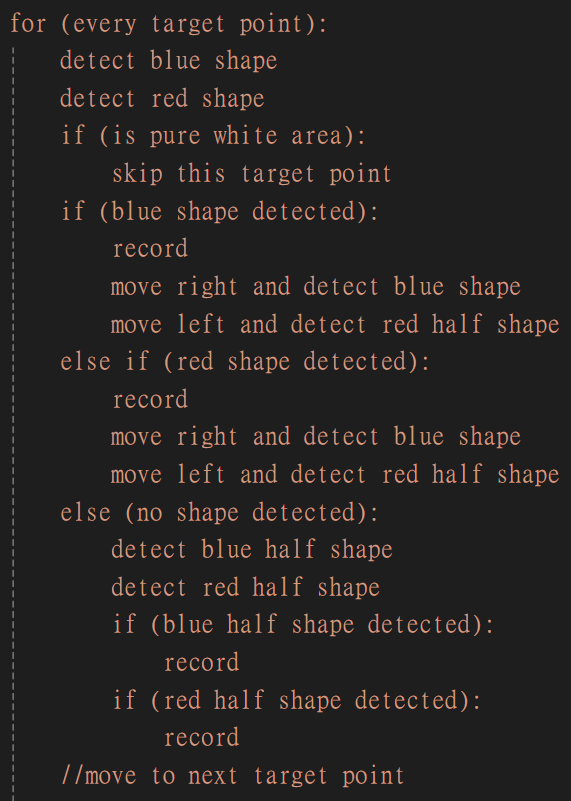 for (every target point):
    detect blue shape
    detect red shape
    if (is pure white area):
        skip this target point
    if (blue shape detected):
        record
        move right and detect blue shape
        move left and detect red half shape
    else if (red shape detected):
        record
        move right and detect blue shape
        move left and detect red half shape
    else (no shape detected):
        detect blue half shape
        detect red half shape
        if (blue half shape detected):
            record
        if (red half shape detected):
            record
    //move to next target point